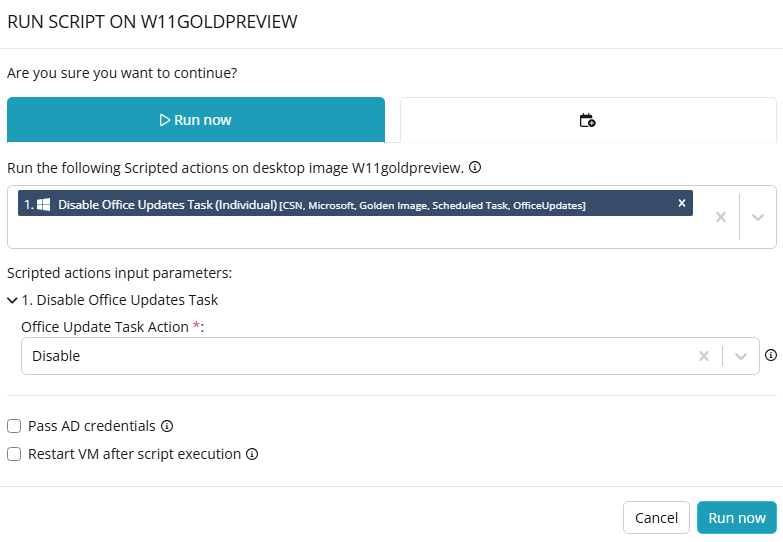 RUN SCRIPT ON W11GOLDPREVIEW
Are you sure you want to continue?
Run now
Run the following Scripted actions on desktop image W11goldpreview.
1. Disable Office Updates Task (Individual) [CSN, Microsoft, Golden Image, Scheduled Task, OfficeUpdates]
Scripted actions input parameters:
1. Disable Office Updates Task
Office Update Task Action *:
Disable
Pass AD credentials
Restart VM after script execution
Cancel Run now